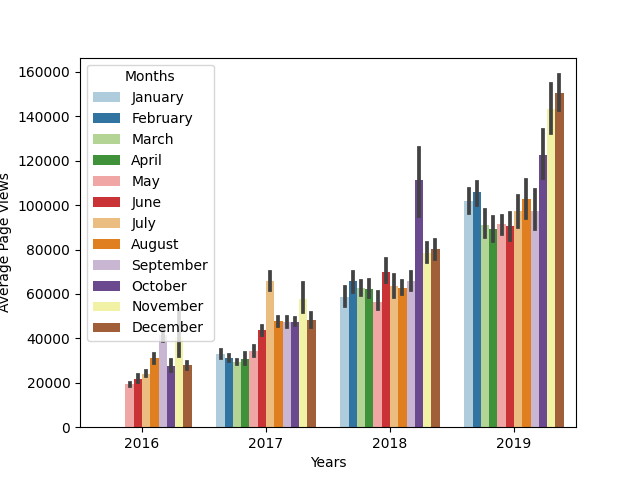 Months
January
February
March
April
May
June
July
August
September
October
November
December
Average Page Views
160000
140000
120000
100000
80000
60000
40000
20000
0
2016 2017 2018 2019
Years